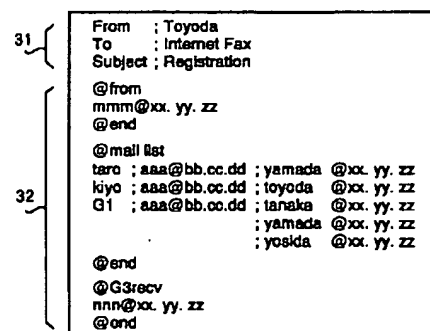 31
From ; Toyoda
To ; Internet Fax
Subject ; Registration
32
@from
mmm@xx. yy. zz
@end
@mail list
taro ; aaa@bb.cc.dd ; yamada @xx. yy. zz
kiyo ; aaa@bb.cc.dd ; toyoda @xx. yy. zz
G1 ; aaa@bb.cc.dd ; tanaka @xx. yy. zz
; yamada @xx. yy. zz
; yosida @xx. yy. zz
@end
@G3recv
nnn@xx. yy. zz
@end